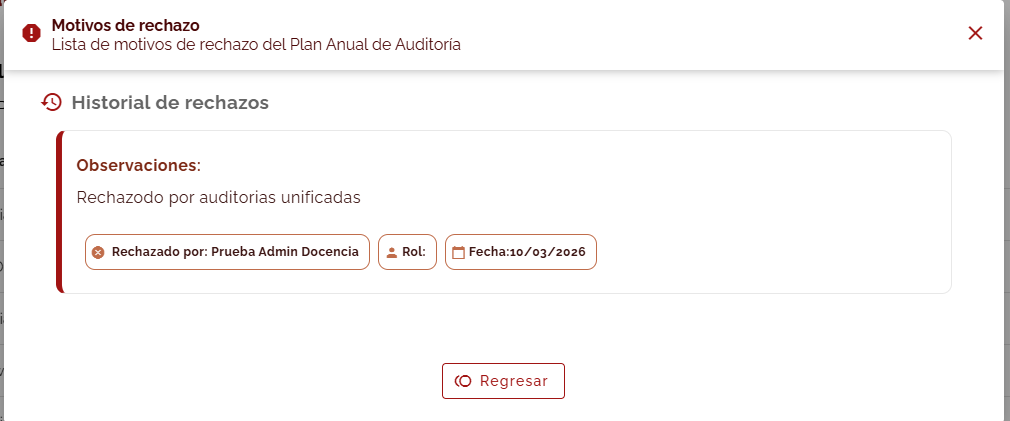 Motivos de rechazo
Lista de motivos de rechazo del Plan Anual de Auditoría
Historial de rechazos
Observaciones:
Rechazodo por auditorias unificadas
Rechazado por: Prueba Admin Docencia
Rol:
Fecha:10/03/2026
Regresar